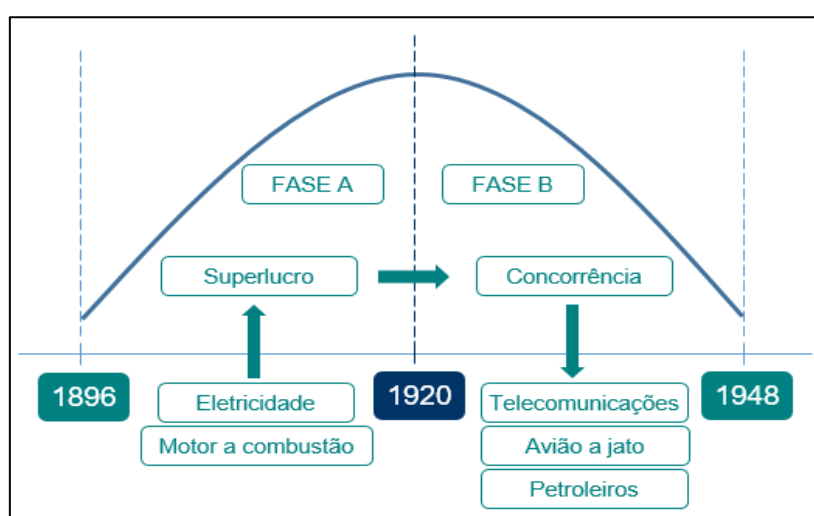 FASE A
FASE B
Superlucro
Concorrência
1896
Eletricidade
Motor a combustão
1920
Telecomunicações
Avião a jato
Petroleiros
1948